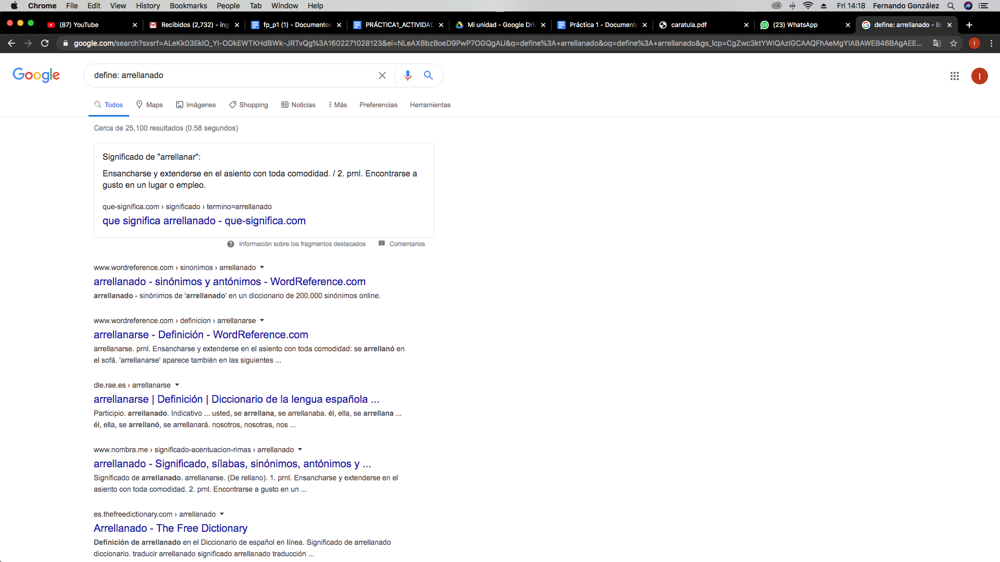 Chrome File Edit View History Bookmarks People Tab Window Help Fri 14:18 Fernando González
(87) YouTube Recibidos (2,732) - ing fp_p1 (1) - Documentos PRÁCTICA1_ACTIVIDAD Mi unidad - Google Driv Práctica 1 - Documento caratula.pdf (23) WhatsApp define: arrellanado - Bu
google.com/search?sxsrf=ALeKk03EklO_Yl-ODkEWTKHdBWk-JRTvQg%3A1602271028123&ei=NLeAX8bzBoeD9PwP7OGQgAU&q=define%3A+arrellanado&oq=define%3A+arrellanado&gs_lcp=CgZwc3ktYWIQAzIGCAAQFhAeMgYIABAWEB46BAgAEE... I
Google define: arrellanado I
Todos Maps Imágenes Shopping Noticias Más Preferencias Herramientas
Cerca de 25,100 resultados (0.58 segundos)
Significado de "arrellanar":
Ensancharse y extenderse en el asiento con toda comodidad. / 2. prnl. Encontrarse a
gusto en un lugar o empleo.
que-significa.com › significado › termino=arrellanado
que significa arrellanado - que-significa.com
Información sobre los fragmentos destacados Comentarios
www.wordreference.com › sinonimos › arrellanado
arrellanado - sinónimos y antónimos - WordReference.com
arrellanado - sinónimos de 'arrellanado' en un diccionario de 200.000 sinónimos online.
www.wordreference.com › definicion › arrellanarse
arrellanarse - Definición - WordReference.com
arrellanarse. prnl. Ensancharse y extenderse en el asiento con toda comodidad: se arrellanó en
el sofá. 'arrellanarse' aparece también en las siguientes ...
dle.rae.es › arrellanarse
arrellanarse | Definición | Diccionario de la lengua española ...
Participio. arrellanado. Indicativo ... usted, se arrellana, se arrellanaba. él, ella, se arrellana ...
él, ella, se arrellanó, se arrellanará. nosotros, nosotras, nos ...
www.nombra.me › significado-acentuacion-rimas › arrellanado
arrellanado - Significado, sílabas, sinónimos, antónimos y ...
Significado de arrellanado. arrellanarse. (De rellano). 1. prnl. Ensancharse y extenderse en el
asiento con toda comodidad. 2. prnl. Encontrarse a gusto en un ...
es.thefreedictionary.com › arrellanado
Arrellanado - The Free Dictionary
Definición de arrellanado en el Diccionario de español en línea. Significado de arrellanado
diccionario. traducir arrellanado significado arrellanado traducción ...